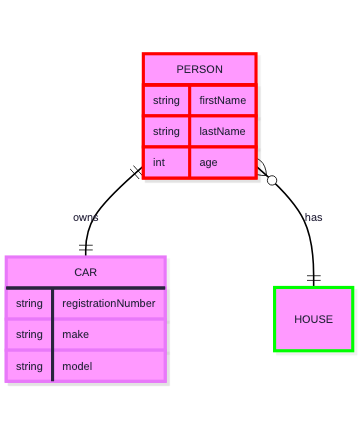 PERSON
string firstName
string lastName
int age
owns
has
CAR
string registrationNumber
string make
string model
HOUSE